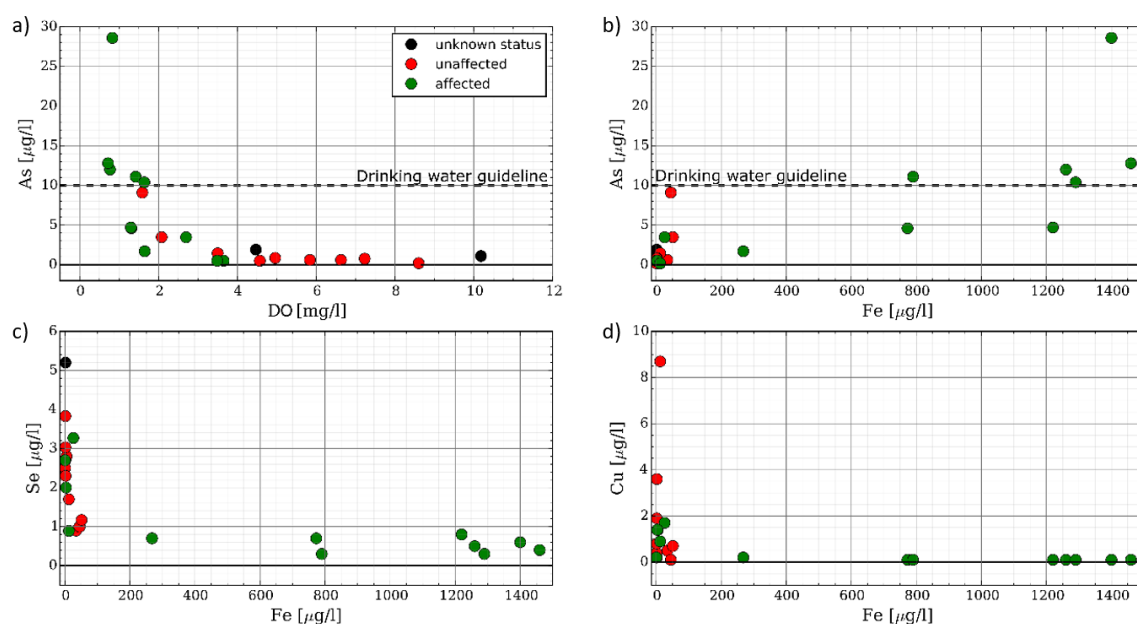 a)
30
25
20
15
10
5
0
As [μg/l]
unknown status
unaffected
affected
Drinking water guideline
0 2 4 6 8 10 12
DO [mg/l]
b)
30
25
20
15
10
5
0
As [μg/l]
Drinking water guideline
0 200 400 600 800 1000 1200 1400
Fe [μg/l]
c)
6
5
4
3
2
1
0
Se [μg/l]
0 200 400 600 800 1000 1200 1400
Fe [μg/l]
d)
10
8
6
4
2
0
Cu [μg/l]
0 200 400 600 800 1000 1200 1400
Fe [μg/l]